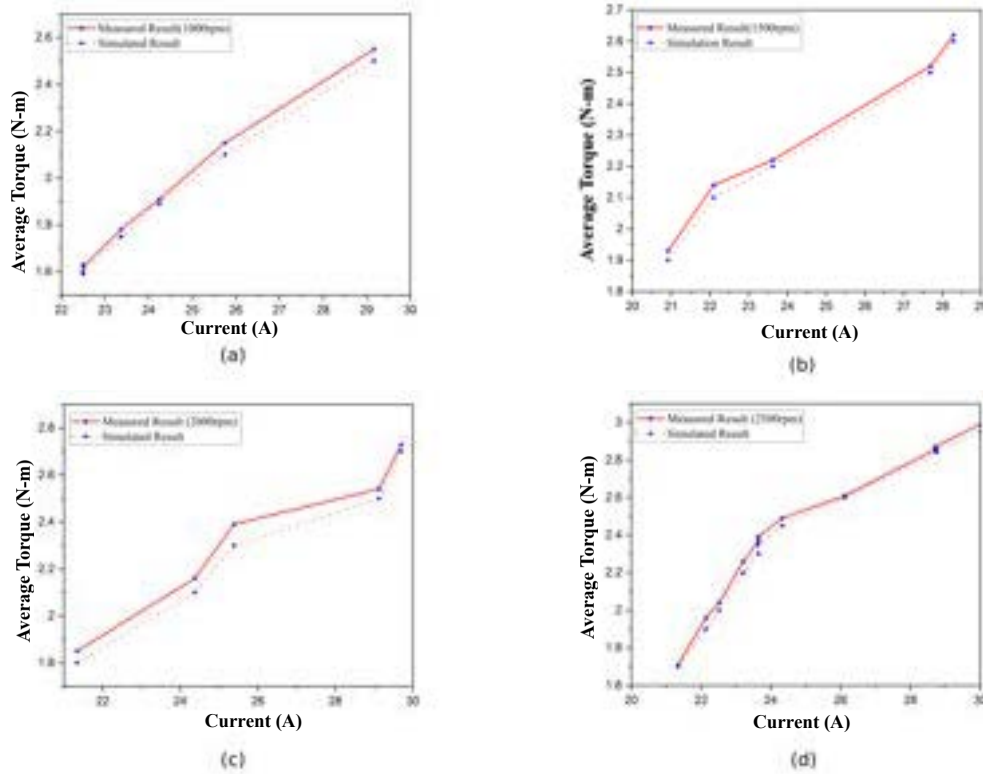 Measured Result(1000rpm)
Simulated Result
2.6
2.4
2.2
2
1.8
1.6
Average Torque (N-m)
22 23 24 25 26 27 28 29 30
Current (A)
(a)
Measured Result(1500rpm)
Simulation Result
2.7
2.6
2.5
2.4
2.3
2.2
2.1
2
1.9
1.8
Average Torque (N-m)
20 21 22 23 24 25 26 27 28 29
Current (A)
(b)
Measured Result (2000rpm)
Simulated Result
2.6
2.4
2.2
2
1.8
Average Torque (N-m)
22 24 26 28 30
Current (A)
(c)
Measured Result (2500rpm)
Simulated Result
3
2.8
2.6
2.4
2.2
2
1.8
1.6
Average Torque (N-m)
20 22 24 26 28 30
Current (A)
(d)